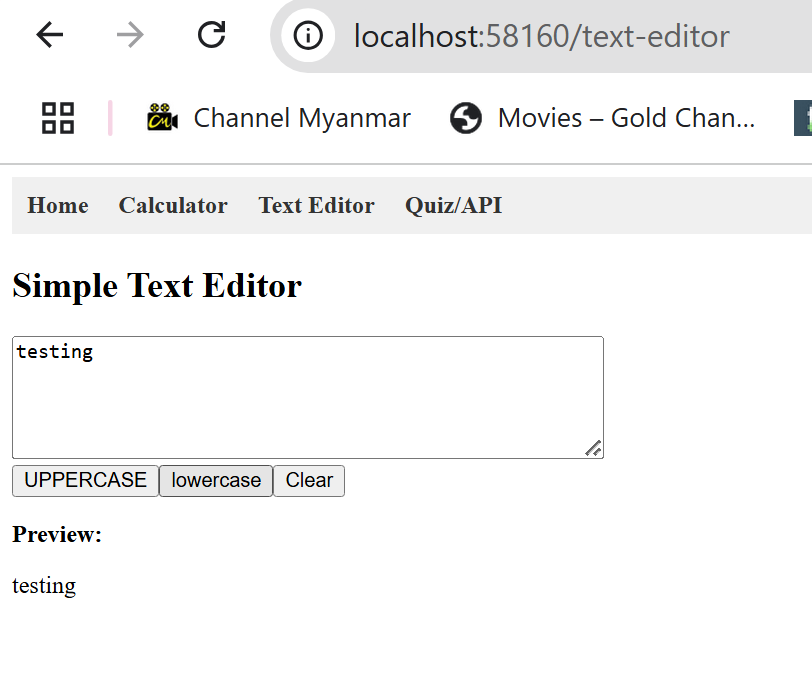 localhost:58160/text-editor
Channel Myanmar Movies – Gold Chan...
Home Calculator Text Editor Quiz/API
Simple Text Editor
testing
UPPERCASE lowercase Clear
Preview:
testing